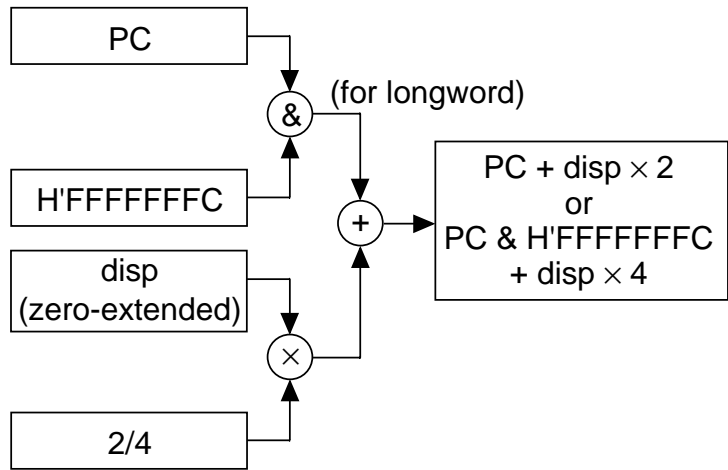 PC
&
(for longword)
H'FFFFFFFC
+
PC + disp × 2
or
PC & H'FFFFFFFC
+ disp × 4
disp
(zero-extended)
×
2/4